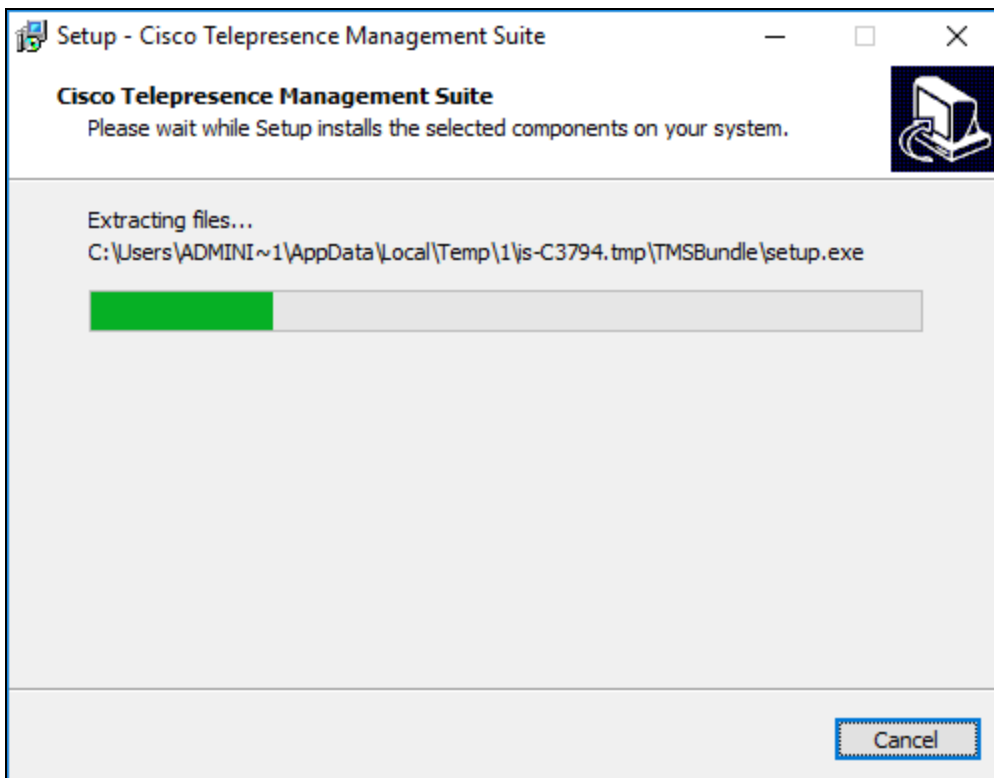 Setup - Cisco Telepresence Management Suite
Cisco Telepresence Management Suite
Please wait while Setup installs the selected components on your system.
Extracting files...
C:\Users\ADMINI~1\AppData\Local\Temp\1\is-C3794.tmp\TMSBundle\setup.exe
Cancel